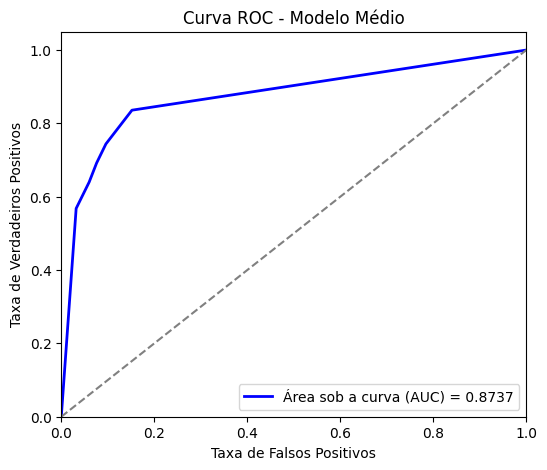 Curva ROC - Modelo Médio
Taxa de Verdadeiros Positivos
1.0
0.8
0.6
0.4
0.2
0.0
0.0 0.2 0.4 0.6 0.8 1.0
Taxa de Falsos Positivos
Área sob a curva (AUC) = 0.8737